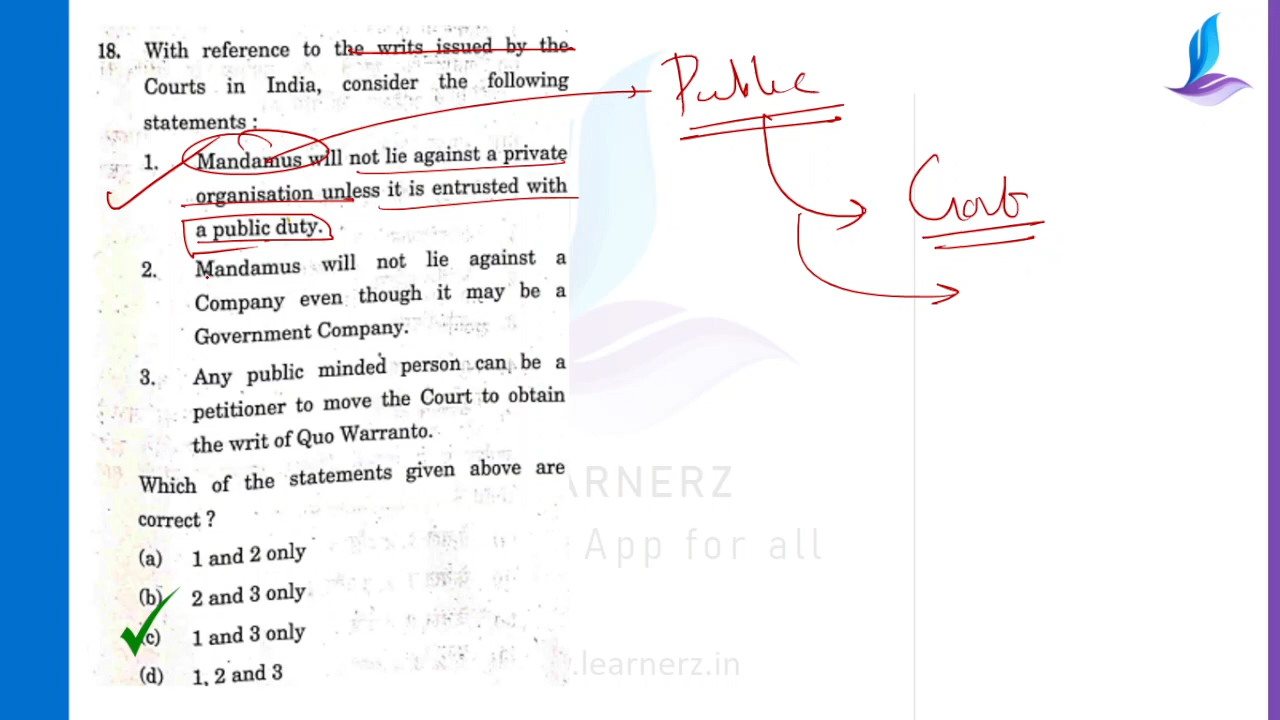 18. With reference to the writs issued by the
Courts in India, consider the following
statements :
1. Mandamus will not lie against a private
organisation unless it is entrusted with
a public duty.
2. Mandamus will not lie against a
Company even though it may be a
Government Company.
3. Any public minded person can be a
petitioner to move the Court to obtain
the writ of Quo Warranto.
Which of the statements given above are
correct ?
(a) 1 and 2 only
(b) 2 and 3 only
(c) 1 and 3 only
(d) 1, 2 and 3
Public
Govt
ARNERZ
App for all
.learnerz.in